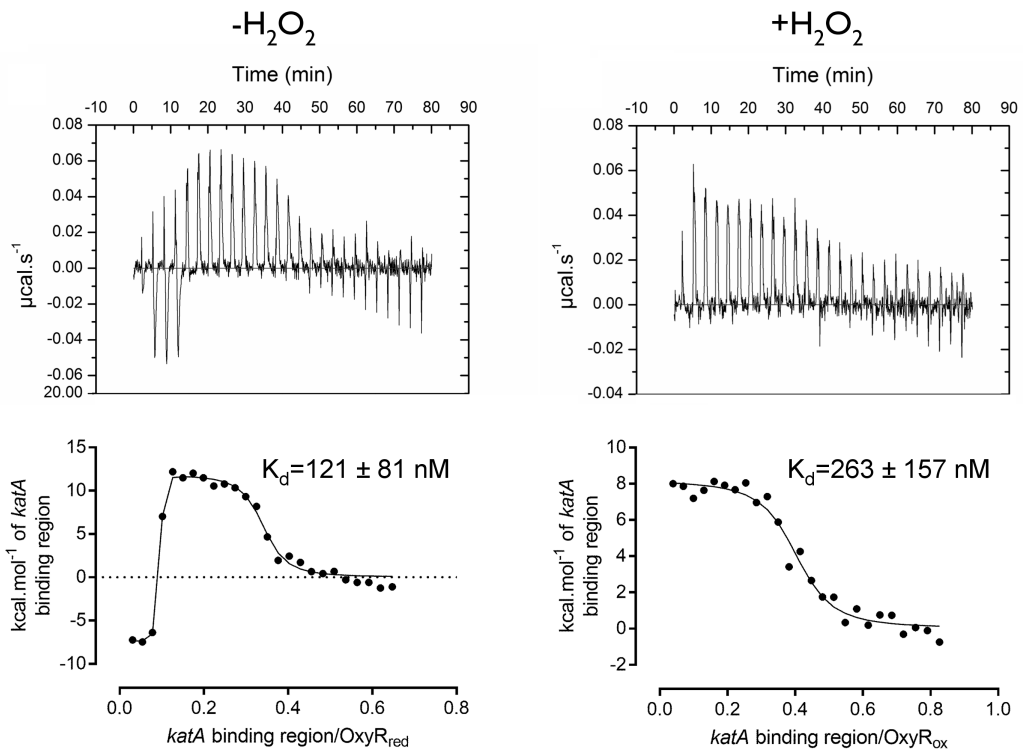 -H₂O₂
Time (min)
-10 0 10 20 30 40 50 60 70 80 90
0.08
0.06
0.04
0.02
0.00
-0.02
-0.04
-0.06
20.00
µcal.s⁻¹
15
10
5
0
-5
-10
kcal.mol⁻¹ of katA
binding region
K_d=121 ± 81 nM
0.0 0.2 0.4 0.6 0.8
katA binding region/OxyR_red
+H₂O₂
Time (min)
-10 0 10 20 30 40 50 60 70 80 90
0.08
0.06
0.04
0.02
0.00
-0.02
-0.04
µcal.s⁻¹
10
8
6
4
2
0
-2
kcal.mol⁻¹ of katA
binding region
K_d=263 ± 157 nM
0.0 0.2 0.4 0.6 0.8 1.0
katA binding region/OxyR_ox